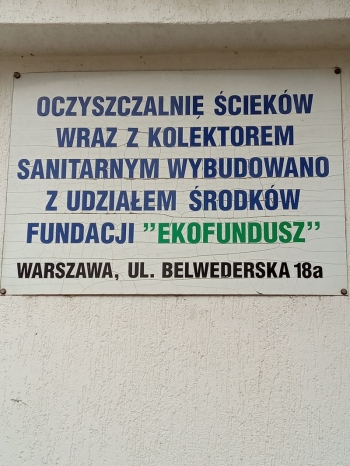 OCZYSZCZALNIĘ ŚCIEKÓW
WRAZ Z KOLEKTOREM
SANITARNYM WYBUDOWANO
Z UDZIAŁEM ŚRODKÓW
FUNDACJI ”EKOFUNDUSZ”
WARSZAWA, UL. BELWEDERSKA 18a